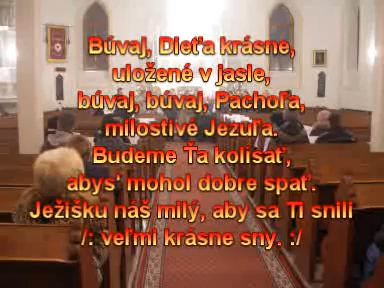 Búvaj, Dieťa krásne,
uložené v jasle,
búvaj, búvaj, Pachoľa,
milostivé Jezuľa.
Budeme Ťa kolísať,
abys' mohol dobre spať.
Ježišku náš milý, aby sa Ti snili
/: veľmi krásne sny. :/